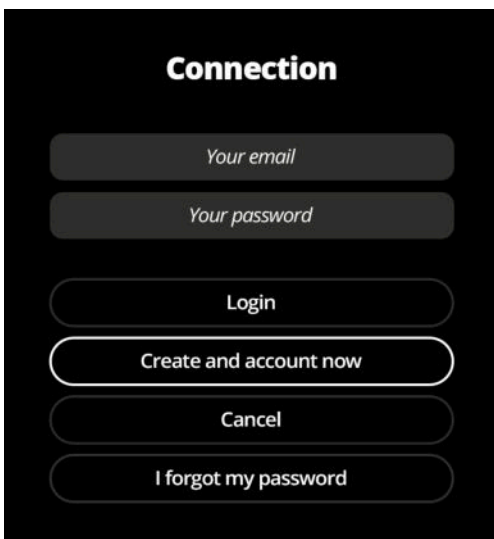 Connection
Your email
Your password
Login
Create and account now
Cancel
I forgot my password